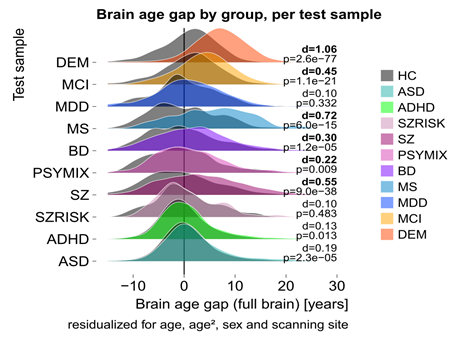 Brain age gap by group, per test sample
Test sample
DEM
MCI
MDD
MS
BD
PSYMIX
SZ
SZRISK
ADHD
ASD
d=1.06
p=2.6e-77
d=0.45
p=1.1e-21
d=0.10
p=0.332
d=0.72
p=6.0e-15
d=0.30
p=1.2e-05
d=0.22
p=0.009
d=0.55
p=9.0e-38
d=0.10
p=0.483
d=0.13
p=0.013
d=0.19
p=2.3e-05
HC
ASD
ADHD
SZRISK
SZ
PSYMIX
BD
MS
MDD
MCI
DEM
−10 0 10 20 30
Brain age gap (full brain) [years]
residualized for age, age², sex and scanning site